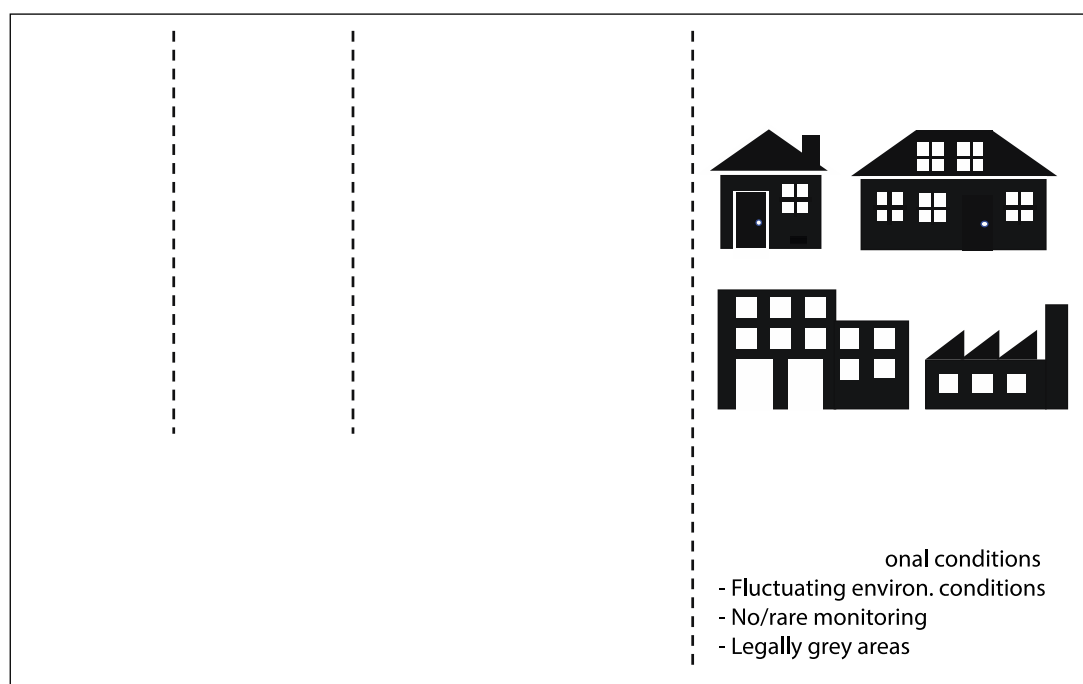 onal conditions
- Fluctuating environ. conditions
- No/rare monitoring
- Legally grey areas